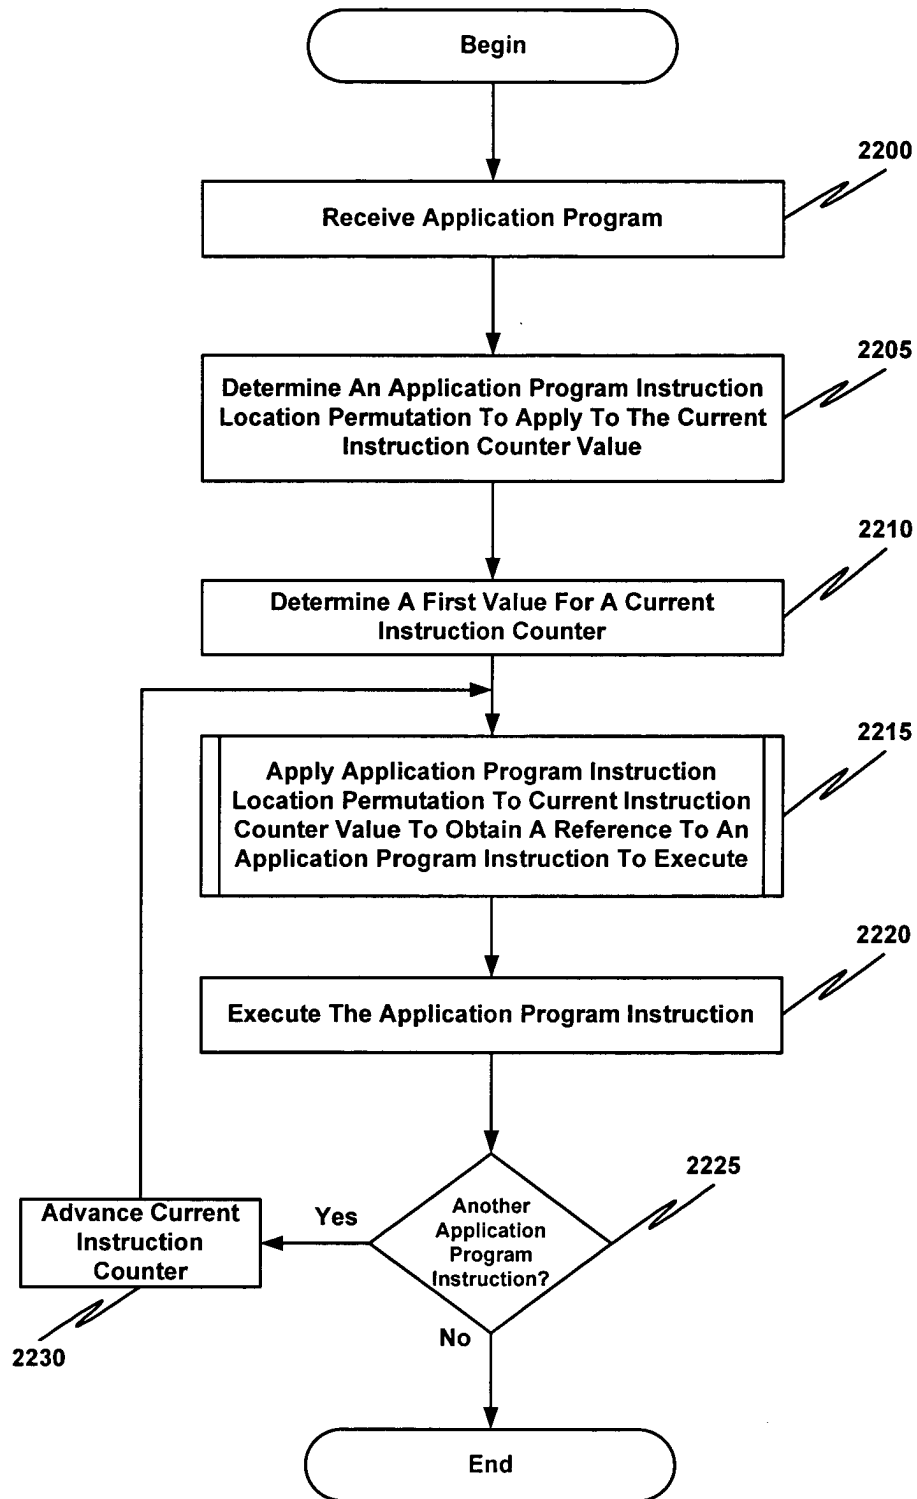 Begin
2200
Receive Application Program
2205
Determine An Application Program Instruction
Location Permutation To Apply To The Current
Instruction Counter Value
2210
Determine A First Value For A Current
Instruction Counter
2215
Apply Application Program Instruction
Location Permutation To Current Instruction
Counter Value To Obtain A Reference To An
Application Program Instruction To Execute
2220
Execute The Application Program Instruction
2225
Another
Application
Program
Instruction?
Yes
Advance Current
Instruction
Counter
2230
No
End